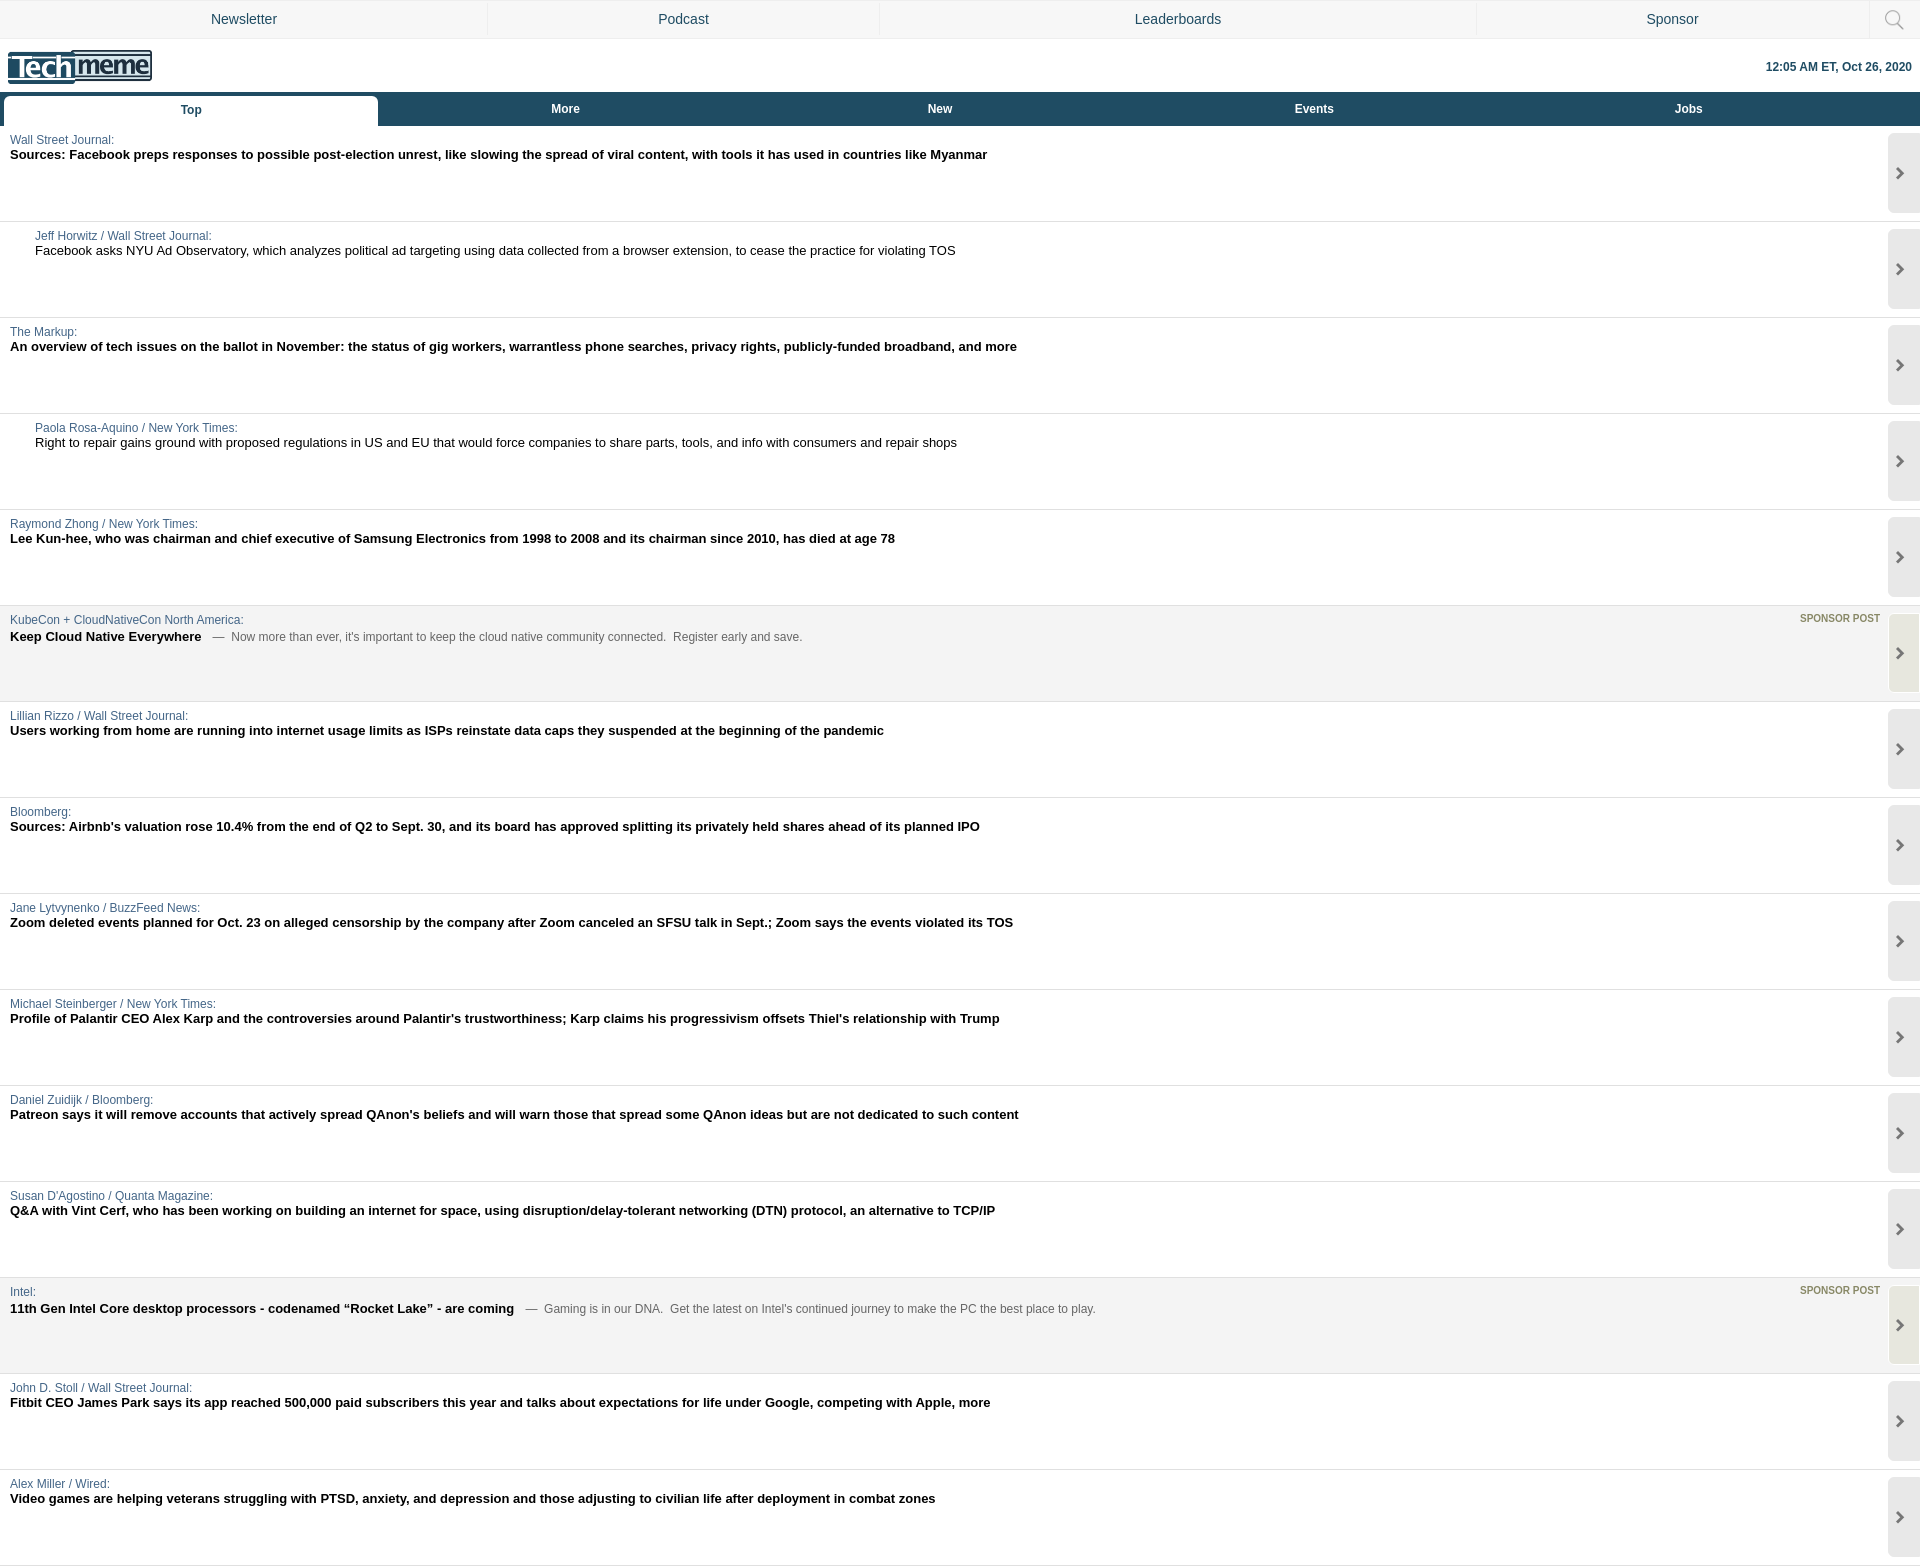 Newsletter Podcast Leaderboards Sponsor
Techmeme 12:05 AM ET, Oct 26, 2020
Top More New Events Jobs
Wall Street Journal:
Sources: Facebook preps responses to possible post-election unrest, like slowing the spread of viral content, with tools it has used in countries like Myanmar
Jeff Horwitz / Wall Street Journal:
Facebook asks NYU Ad Observatory, which analyzes political ad targeting using data collected from a browser extension, to cease the practice for violating TOS
The Markup:
An overview of tech issues on the ballot in November: the status of gig workers, warrantless phone searches, privacy rights, publicly-funded broadband, and more
Paola Rosa-Aquino / New York Times:
Right to repair gains ground with proposed regulations in US and EU that would force companies to share parts, tools, and info with consumers and repair shops
Raymond Zhong / New York Times:
Lee Kun-hee, who was chairman and chief executive of Samsung Electronics from 1998 to 2008 and its chairman since 2010, has died at age 78
KubeCon + CloudNativeCon North America: SPONSOR POST
Keep Cloud Native Everywhere — Now more than ever, it's important to keep the cloud native community connected. Register early and save.
Lillian Rizzo / Wall Street Journal:
Users working from home are running into internet usage limits as ISPs reinstate data caps they suspended at the beginning of the pandemic
Bloomberg:
Sources: Airbnb's valuation rose 10.4% from the end of Q2 to Sept. 30, and its board has approved splitting its privately held shares ahead of its planned IPO
Jane Lytvynenko / BuzzFeed News:
Zoom deleted events planned for Oct. 23 on alleged censorship by the company after Zoom canceled an SFSU talk in Sept.; Zoom says the events violated its TOS
Michael Steinberger / New York Times:
Profile of Palantir CEO Alex Karp and the controversies around Palantir's trustworthiness; Karp claims his progressivism offsets Thiel's relationship with Trump
Daniel Zuidijk / Bloomberg:
Patreon says it will remove accounts that actively spread QAnon's beliefs and will warn those that spread some QAnon ideas but are not dedicated to such content
Susan D'Agostino / Quanta Magazine:
Q&A with Vint Cerf, who has been working on building an internet for space, using disruption/delay-tolerant networking (DTN) protocol, an alternative to TCP/IP
Intel: SPONSOR POST
11th Gen Intel Core desktop processors - codenamed “Rocket Lake” - are coming — Gaming is in our DNA. Get the latest on Intel's continued journey to make the PC the best place to play.
John D. Stoll / Wall Street Journal:
Fitbit CEO James Park says its app reached 500,000 paid subscribers this year and talks about expectations for life under Google, competing with Apple, more
Alex Miller / Wired:
Video games are helping veterans struggling with PTSD, anxiety, and depression and those adjusting to civilian life after deployment in combat zones